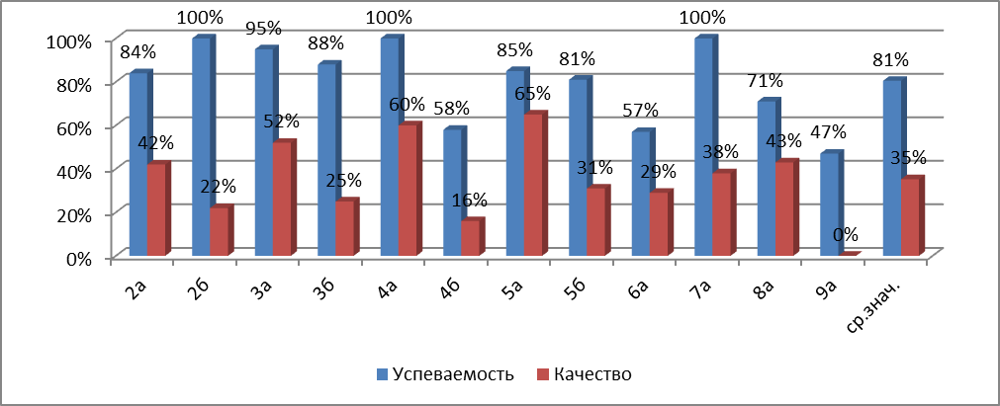 100% 100% 100%
84% 95% 88% 85% 81% 71% 81%
100%
80%
60%
40%
20%
0%
58% 57% 47%
42% 22% 52% 25% 60% 16% 65% 31% 29% 38% 43% 0% 35%
2а 2б 3а 3б 4а 4б 5а 5б 6а 7а 8а 9а ср.знач.
Успеваемость Качество